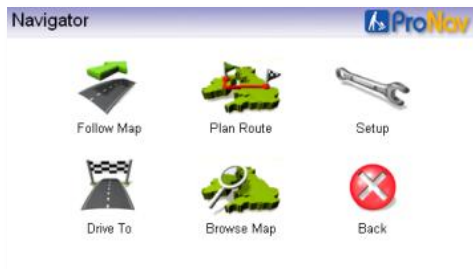 Navigator
ProNav
Follow Map
Plan Route
Setup
Drive To
Browse Map
Back